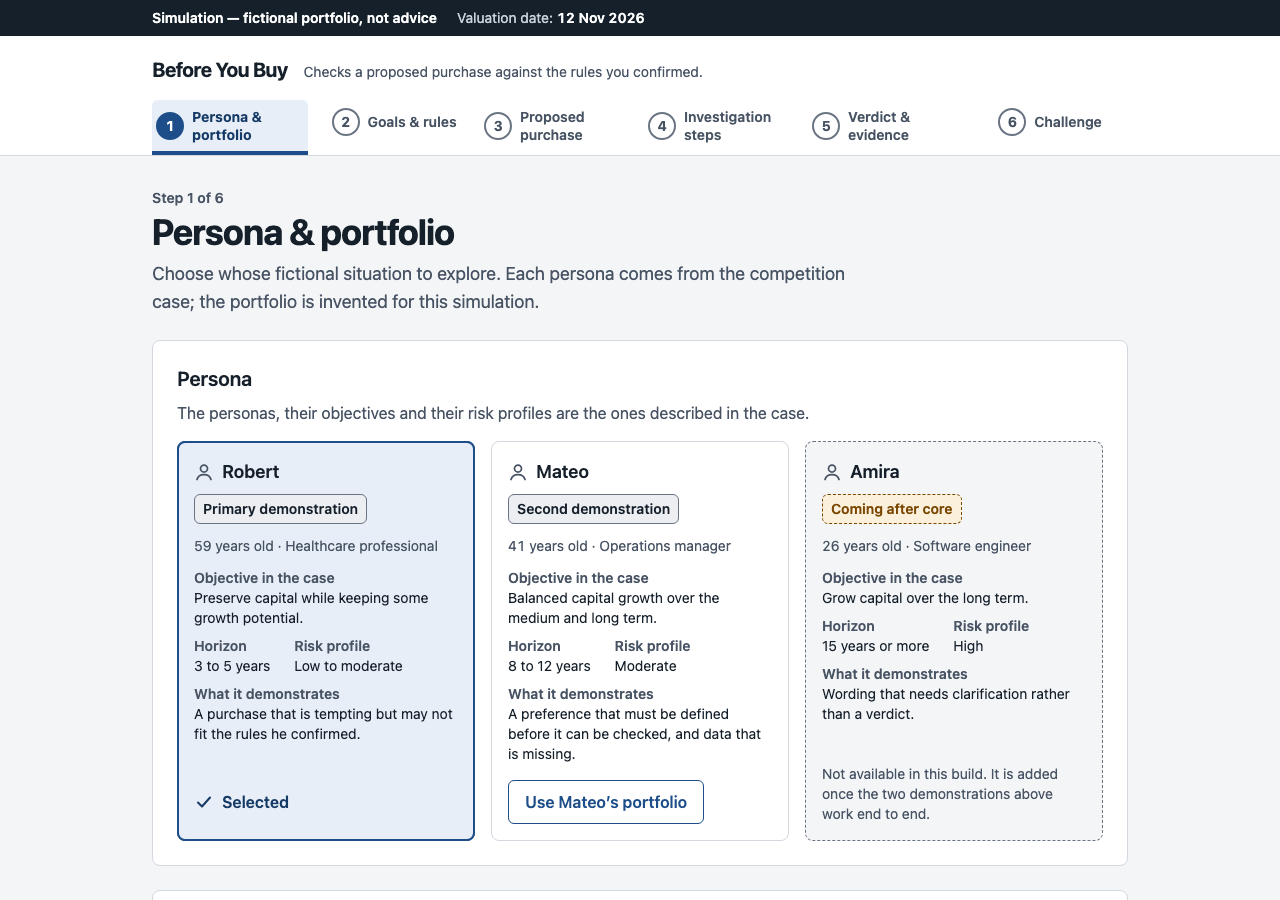 Simulation — fictional portfolio, not advice Valuation date: 12 Nov 2026
Before You Buy Checks a proposed purchase against the rules you confirmed.
1 Persona & portfolio
2 Goals & rules
3 Proposed purchase
4 Investigation steps
5 Verdict & evidence
6 Challenge
Step 1 of 6
Persona & portfolio
Choose whose fictional situation to explore. Each persona comes from the competition
case; the portfolio is invented for this simulation.
Persona
The personas, their objectives and their risk profiles are the ones described in the case.
Robert
Primary demonstration
59 years old · Healthcare professional
Objective in the case
Preserve capital while keeping some
growth potential.
Horizon Risk profile
3 to 5 years Low to moderate
What it demonstrates
A purchase that is tempting but may not
fit the rules he confirmed.
Selected
Mateo
Second demonstration
41 years old · Operations manager
Objective in the case
Balanced capital growth over the
medium and long term.
Horizon Risk profile
8 to 12 years Moderate
What it demonstrates
A preference that must be defined
before it can be checked, and data that
is missing.
Use Mateo’s portfolio
Amira
Coming after core
26 years old · Software engineer
Objective in the case
Grow capital over the long term.
Horizon Risk profile
15 years or more High
What it demonstrates
Wording that needs clarification rather
than a verdict.
Not available in this build. It is added
once the two demonstrations above
work end to end.